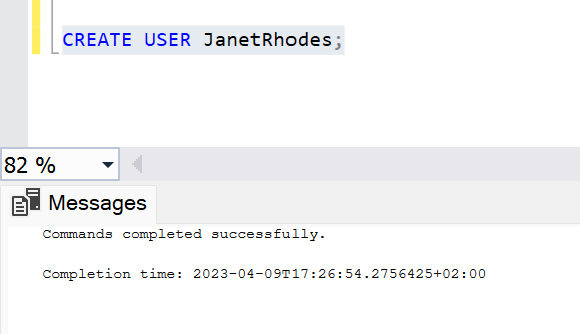 CREATE USER JanetRhodes;
82 %
Messages
Commands completed successfully.
Completion time: 2023-04-09T17:26:54.2756425+02:00